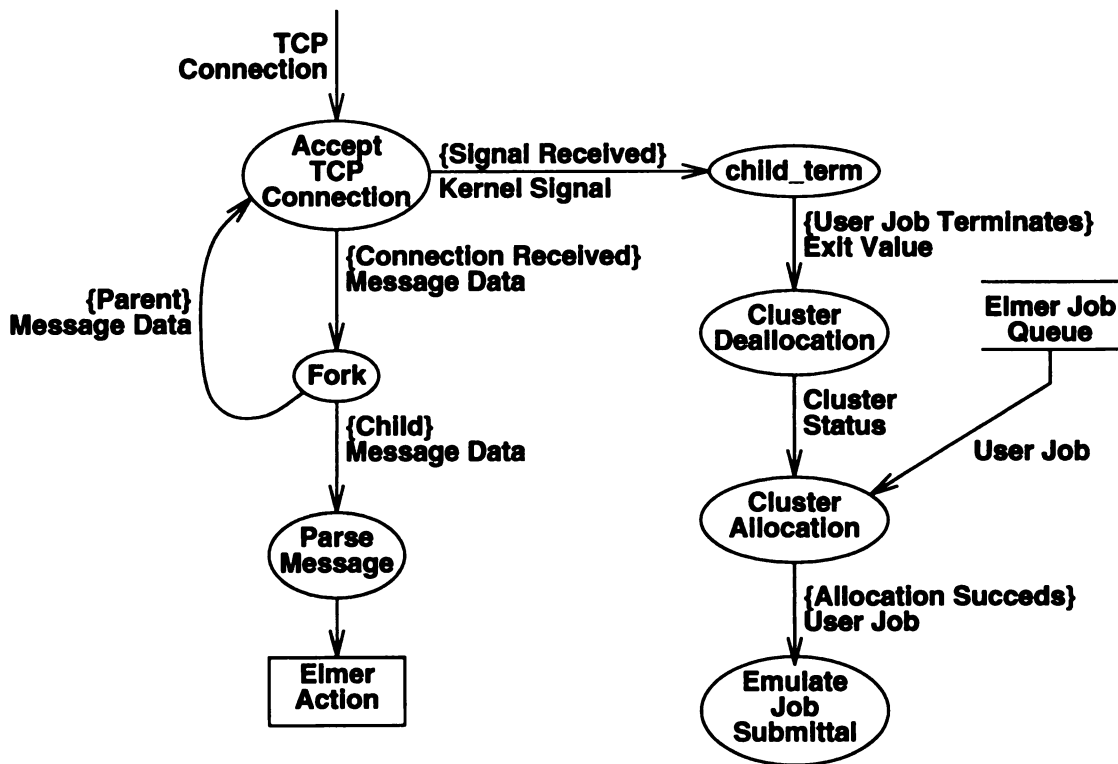 TCP
Connection
Accept
TCP
Connection
{Signal Received}
Kernel Signal
child_term
{User Job Terminates}
Exit Value
{Connection Received}
Message Data
{Parent}
Message Data
Cluster
Deallocation
Elmer Job
Queue
Fork
Cluster
Status
{Child}
Message Data
User Job
Cluster
Allocation
Parse
Message
{Allocation Succeds}
User Job
Elmer
Action
Emulate
Job
Submittal